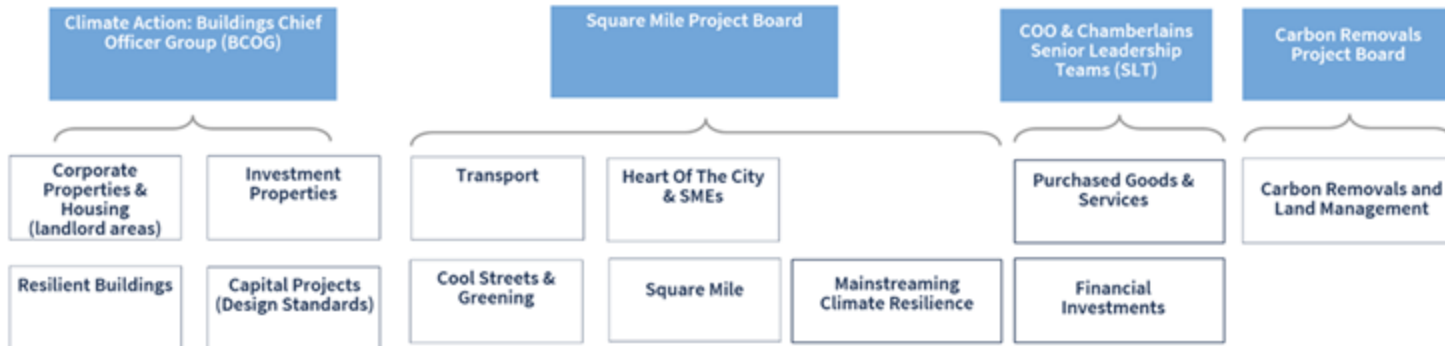 Climate Action: Buildings Chief
Officer Group (BCOG)
Square Mile Project Board
COO & Chamberlains
Senior Leadership
Teams (SLT)
Carbon Removals
Project Board
Corporate
Properties &
Housing
(landlord areas)
Investment
Properties
Transport
Heart Of The City
& SMEs
Purchased Goods &
Services
Carbon Removals and
Land Management
Resilient Buildings
Capital Projects
(Design Standards)
Cool Streets &
Greening
Square Mile
Mainstreaming
Climate Resilience
Financial
Investments